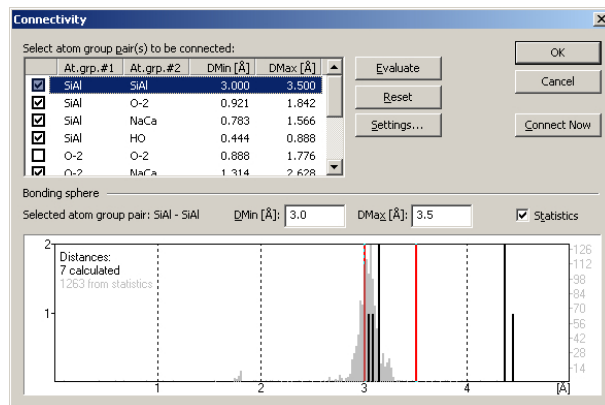 Connectivity
Select atom group pair(s) to be connected:
At.grp.#1 At.grp.#2 DMin [Å] DMax [Å]
SiAl SiAl 3.000 3.500
SiAl O-2 0.921 1.842
SiAl NaCa 0.783 1.566
SiAl HO 0.444 0.888
O-2 O-2 0.888 1.776
O-2 NaCa 1.314 2.628
Evaluate
Reset
Settings...
OK
Cancel
Connect Now
Bonding sphere
Selected atom group pair: SiAl - SiAl DMin [Å]: 3.0 DMax [Å]: 3.5 Statistics
Distances:
7 calculated
1263 from statistics
2
1
126
112
98
84
70
56
42
28
14
1 2 3 4 [Å]